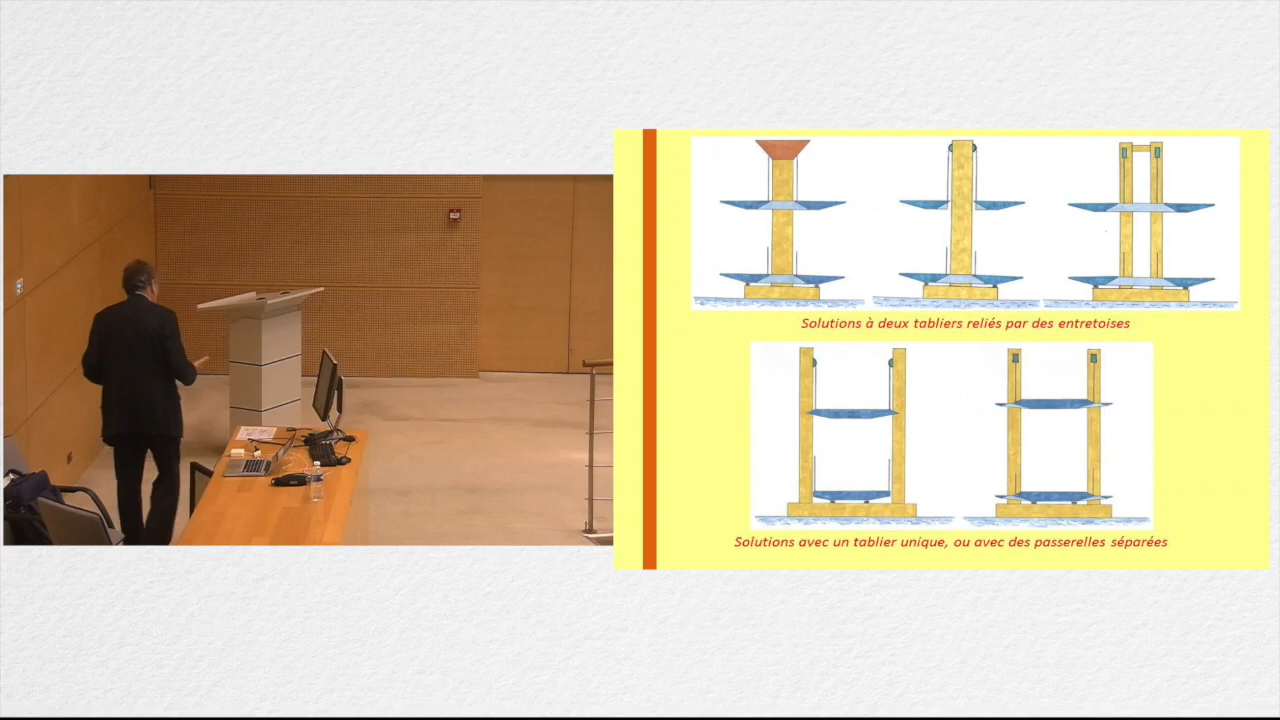 Solutions à deux tabliers reliés par des entretoises
Solutions avec un tablier unique, ou avec des passerelles séparées